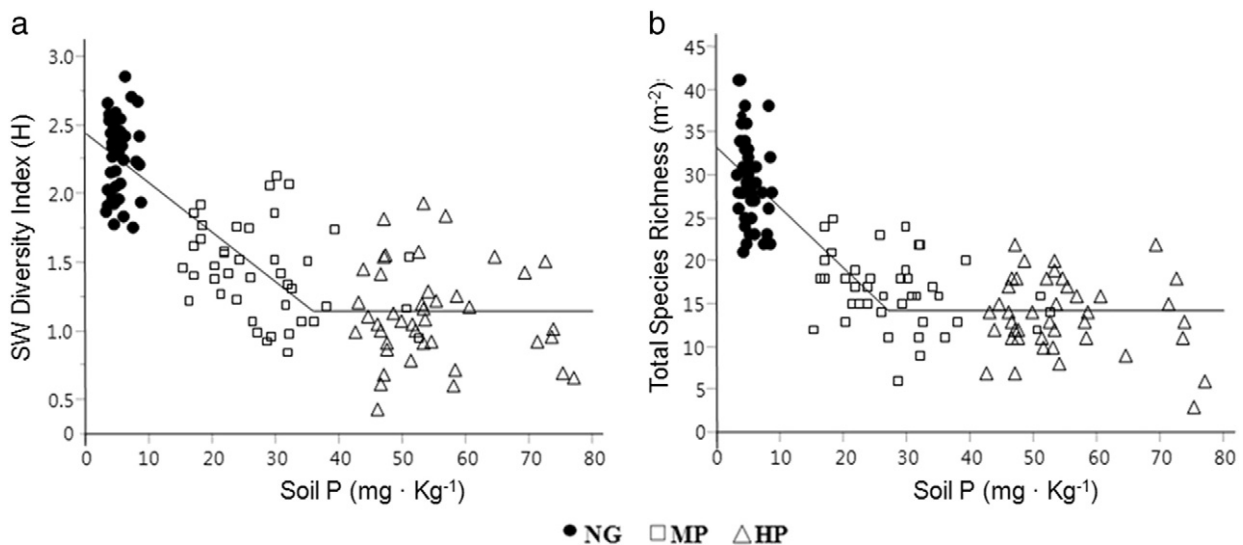 a
SW Diversity Index (H)
3.0
2.5
2.0
1.5
1.0
0.5
0
0 10 20 30 40 50 60 70 80
Soil P (mg · Kg-1)
b
Total Species Richness (m-2)
45
40
35
30
25
20
15
10
5
0
0 10 20 30 40 50 60 70 80
Soil P (mg · Kg-1)
NG MP HP